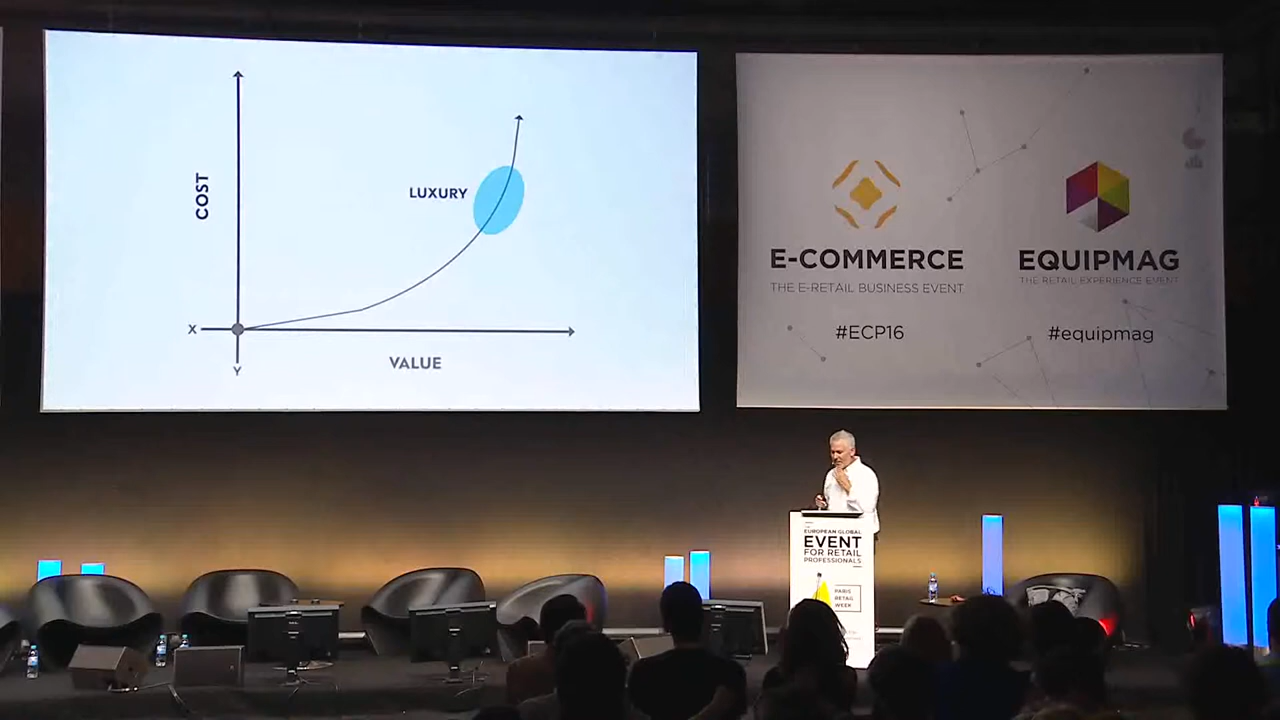 COST
LUXURY
X
Y
VALUE
E-COMMERCE
THE E-RETAIL BUSINESS EVENT
#ECP16
EQUIPMAG
THE RETAIL EXPERIENCE EVENT
#equipmag
EUROPEAN GLOBAL
EVENT
FOR RETAIL
PROFESSIONALS
PARIS
RETAIL
WEEK